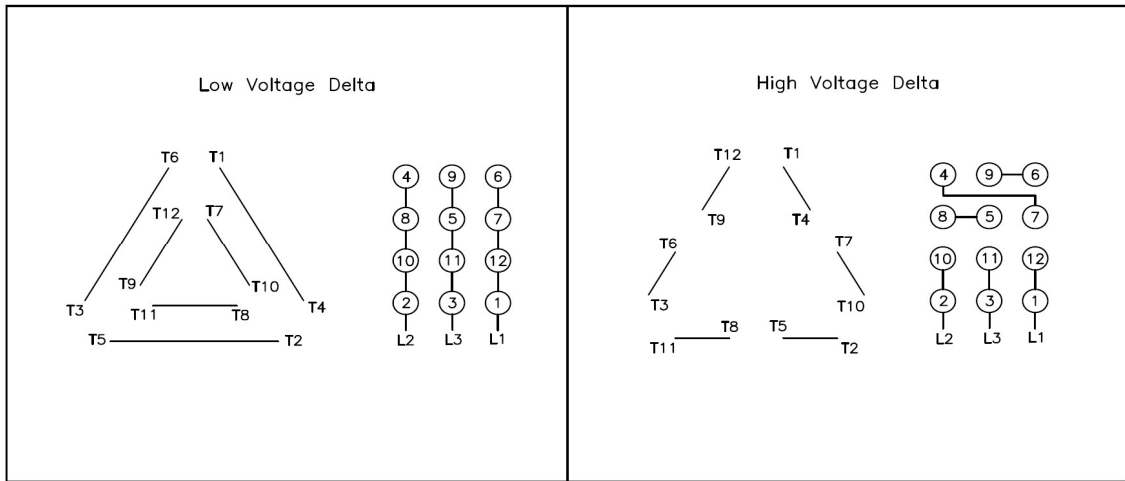 Low Voltage Delta
T6 T1
T12 T7
T9 T10
T3 T11 T8 T4
T5 T2
4 9 6
8 5 7
10 11 12
2 3 1
L2 L3 L1
High Voltage Delta
T12 T1
T9 T4
T6 T7
T3 T10
T11 T8 T5 T2
4 9 6
8 5 7
10 11 12
2 3 1
L2 L3 L1